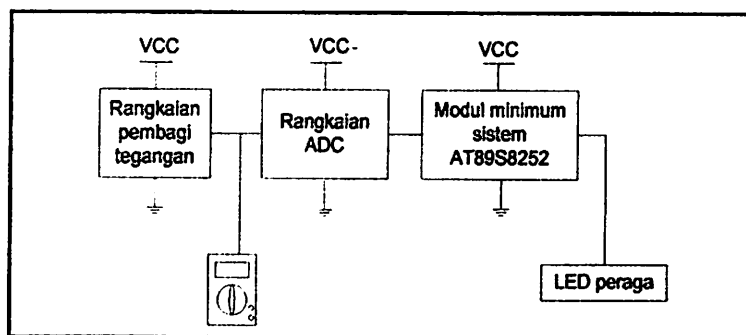 VCC
VCC-
VCC
Rangkaian
pembagi
tegangan
Rangkaian
ADC
Modul minimum
sistem
AT89S8252
LED peraga